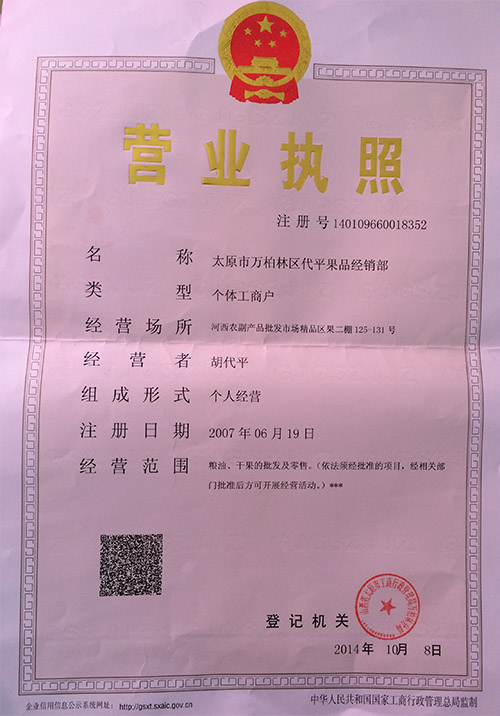 营业执照
注册号 140109660018352
名称 太原市万柏林区代平果品经销部
类型 个体工商户
经营场所 河西农副产品批发市场精品区果二棚125-131号
经营者 胡代平
组成形式 个人经营
注册日期 2007年06月19日
经营范围 粮油、干果的批发及零售。(依法须经批准的项目,经相关部
门批准后方可开展经营活动。)***
登记机关
2014年 10月 8日
企业信用信息公示系统网址: http://gsxt.sxaic.gov.cn
中华人民共和国国家工商行政管理总局监制